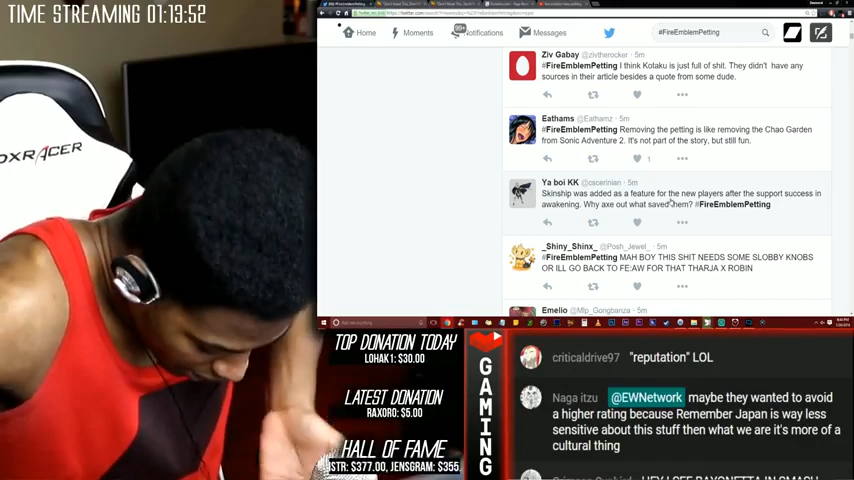 TIME STREAMING 01:13:52
DXRACER
Home
Moments
99+
Notifications
Messages
#FireEmblemPetting
Ziv Gabay @zivtherocker · 5m
#FireEmblemPetting I think Kotaku is just full of shit. They didn't have any
sources in their article besides a quote from some dude.
Eathams @Eathamz · 5m
#FireEmblemPetting Removing the petting is like removing the Chao Garden
from Sonic Adventure 2. It's not part of the story, but still fun.
1
Ya boi KK @cscerinian · 5m
Skinship was added as a feature for the new players after the support success in
awakening. Why axe out what saved them? #FireEmblemPetting
_Shiny_Shinx_ @Posh_Jewel_ · 5m
#FireEmblemPetting MAH BOY THIS SHIT NEEDS SOME SLOBBY KNOBS
OR ILL GO BACK TO FE:AW FOR THAT THARJA X ROBIN
Emelio @Mlp_Gongbanza · 5m
TOP DONATION TODAY
LOHAK1: $30.00
LATEST DONATION
RAXORO: $5.00
HALL OF FAME
STR: $377.00, JENSGRAM: $355
GAMING
criticaldrive97 "reputation" LOL
Naga itzu @EWNetwork maybe they wanted to avoid
a higher rating because Remember Japan is way less
sensitive about this stuff then what we are it's more of a
cultural thing